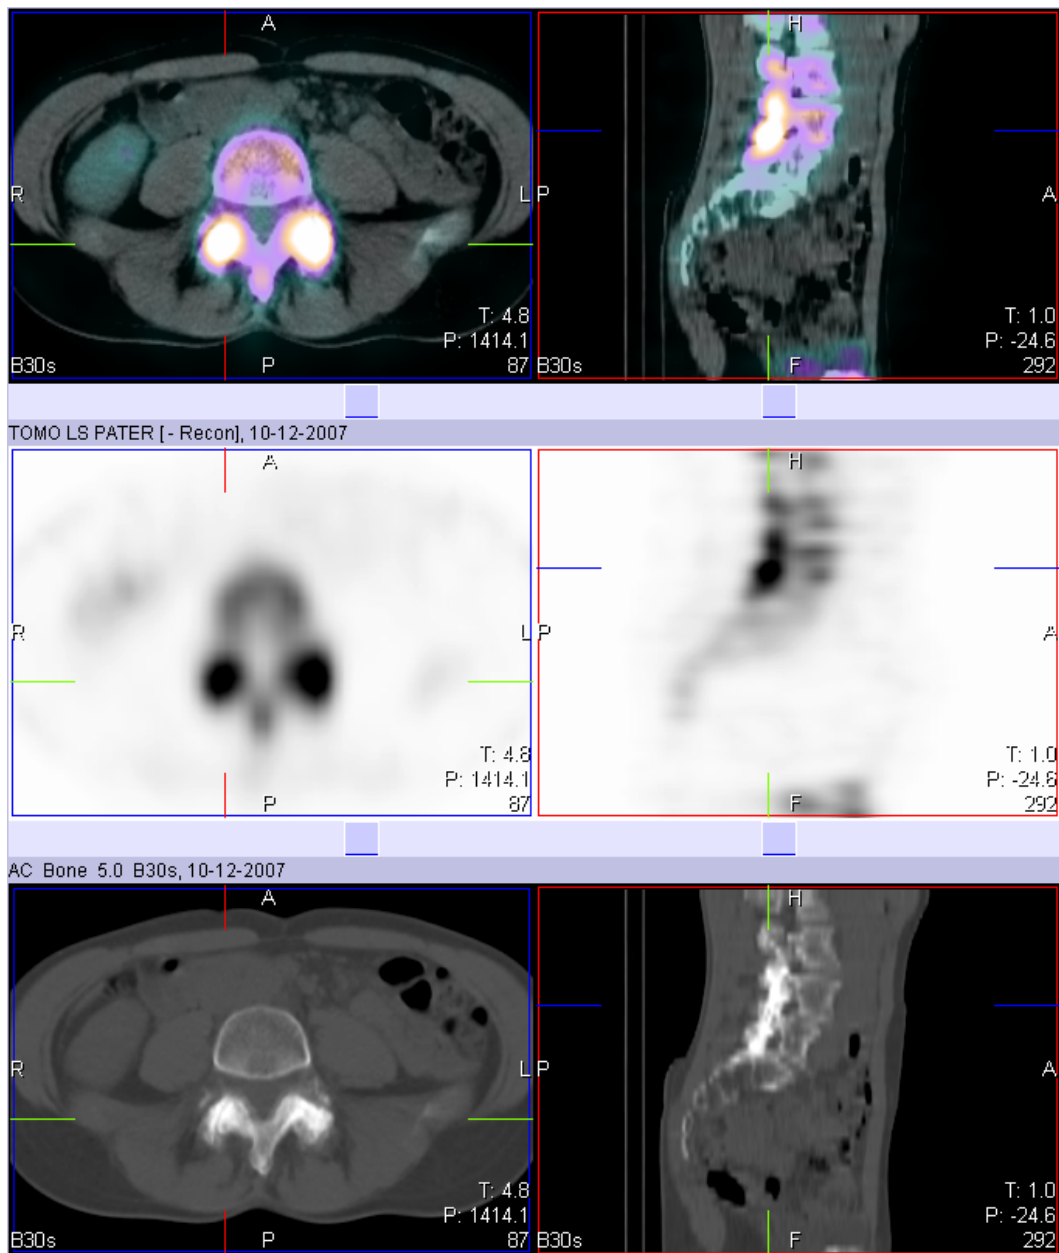 A H
R L P A
T: 4.8 T: 1.0
P: 1414.1 P: -24.6
B30s P 87 B30s F 292
TOMO LS PATER [ - Recon], 10-12-2007
A H
R L P A
T: 4.8 T: 1.0
P: 1414.1 P: -24.6
P 87 F 292
AC Bone 5.0 B30s, 10-12-2007
A H
R L P A
T: 4.8 T: 1.0
P: 1414.1 P: -24.6
B30s P 87 B30s F 292